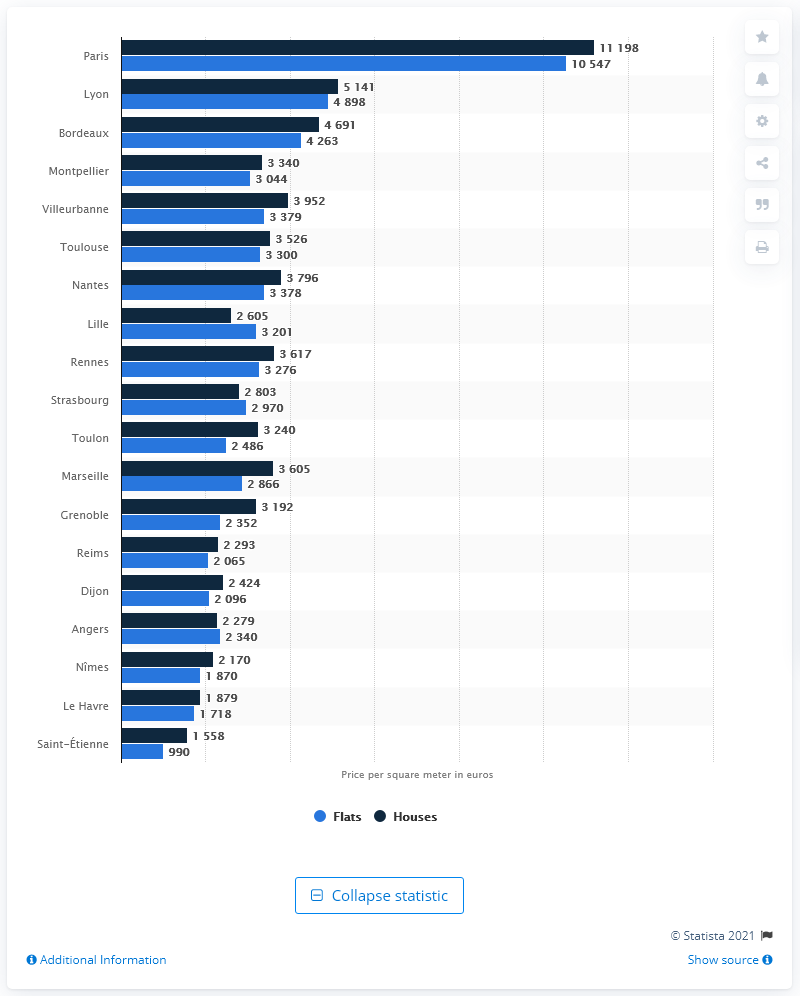 Paris
11 198
10 547
Lyon
5 141
4 898
Bordeaux
4 691
4 263
Montpellier
3 340
3 044
Villeurbanne
3 952
3 379
Toulouse
3 526
3 300
Nantes
3 796
3 378
Lille
2 605
3 201
Rennes
3 617
3 276
Strasbourg
2 803
2 970
Toulon
3 240
2 486
Marseille
3 605
2 866
Grenoble
3 192
2 352
Reims
2 293
2 065
Dijon
2 424
2 096
Angers
2 279
2 340
Nîmes
2 170
1 870
Le Havre
1 879
1 718
Saint-Étienne
1 558
990
Price per square meter in euros
Flats Houses
Collapse statistic
© Statista 2021
Additional Information Show source